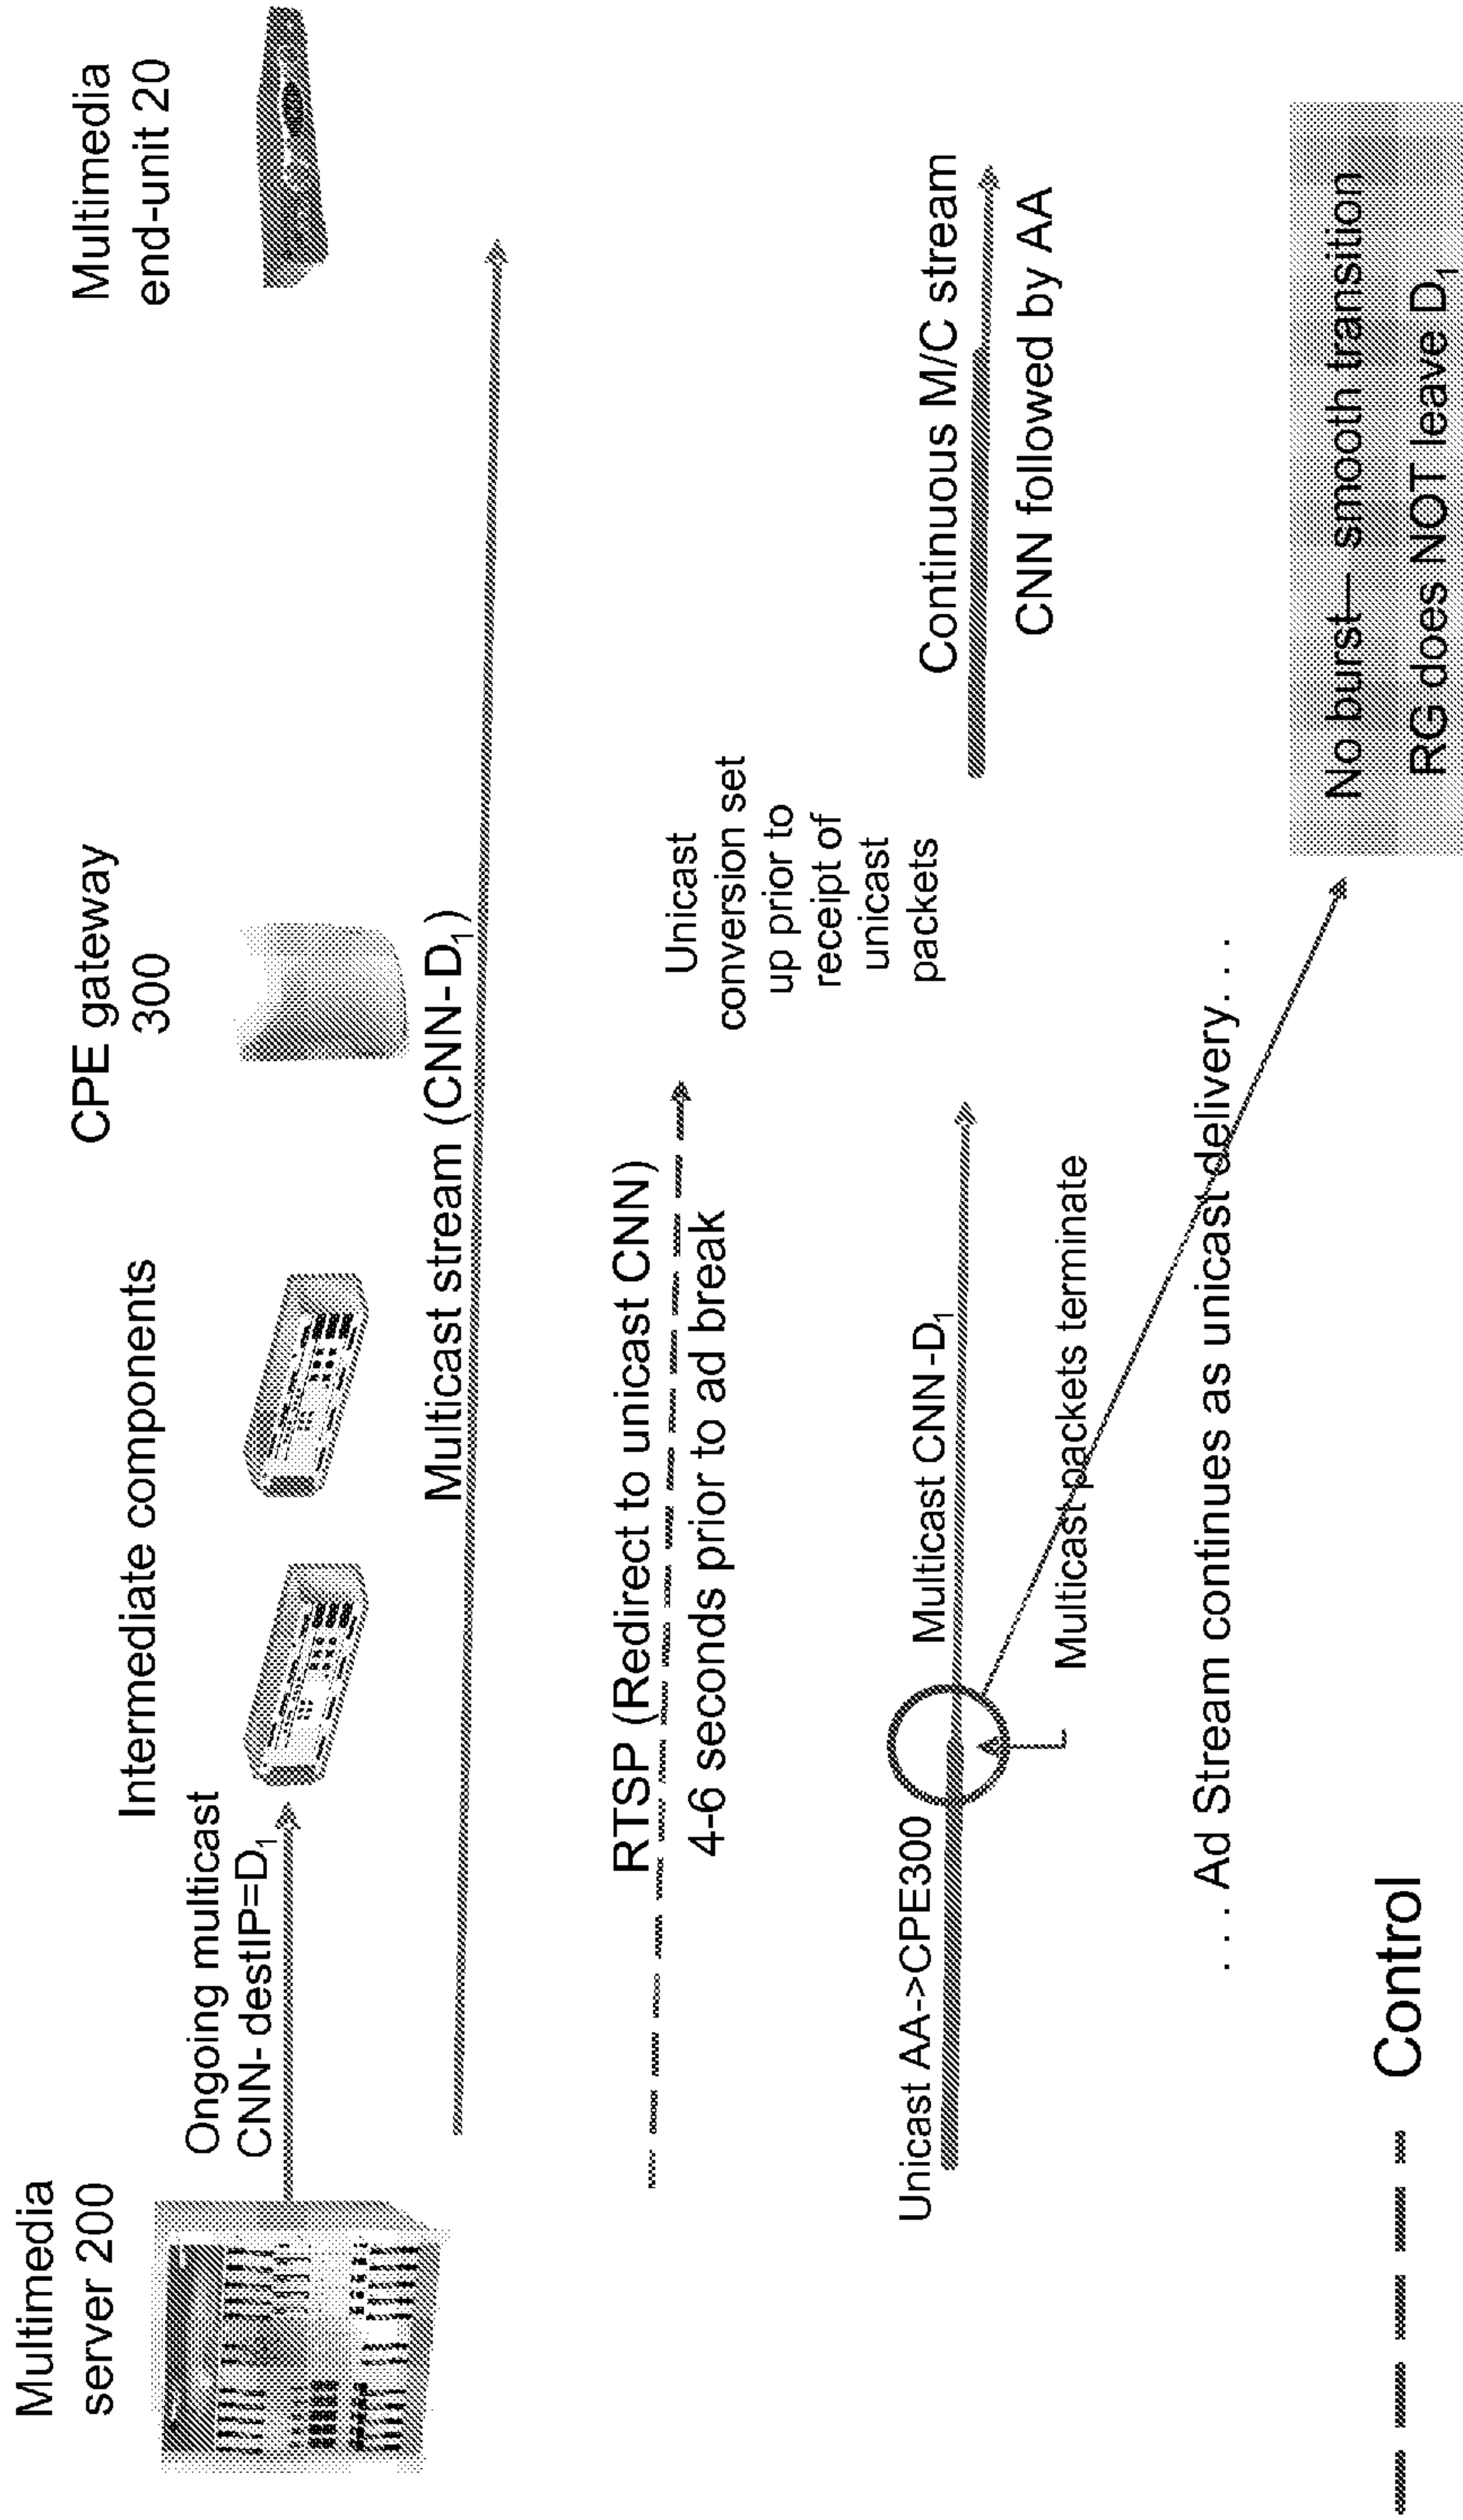 Multimedia
server 200
Ongoing multicast
CNN- destIP=D1
Intermediate components
CPE gateway
300
Multimedia
end-unit 20
Multicast stream (CNN- D1)
RTSP (Redirect to unicast CNN)
4-6 seconds prior to ad break
Unicast
conversion set
up prior to
receipt of
unicast
packets
Unicast AA->CPE300
Multicast CNN-D1
Multicast packets terminate
Continuous M/C stream
CNN followed by AA
. . . Ad Stream continues as unicast delivery. . .
No burst— smooth transition
RG does NOT leave D1
Control